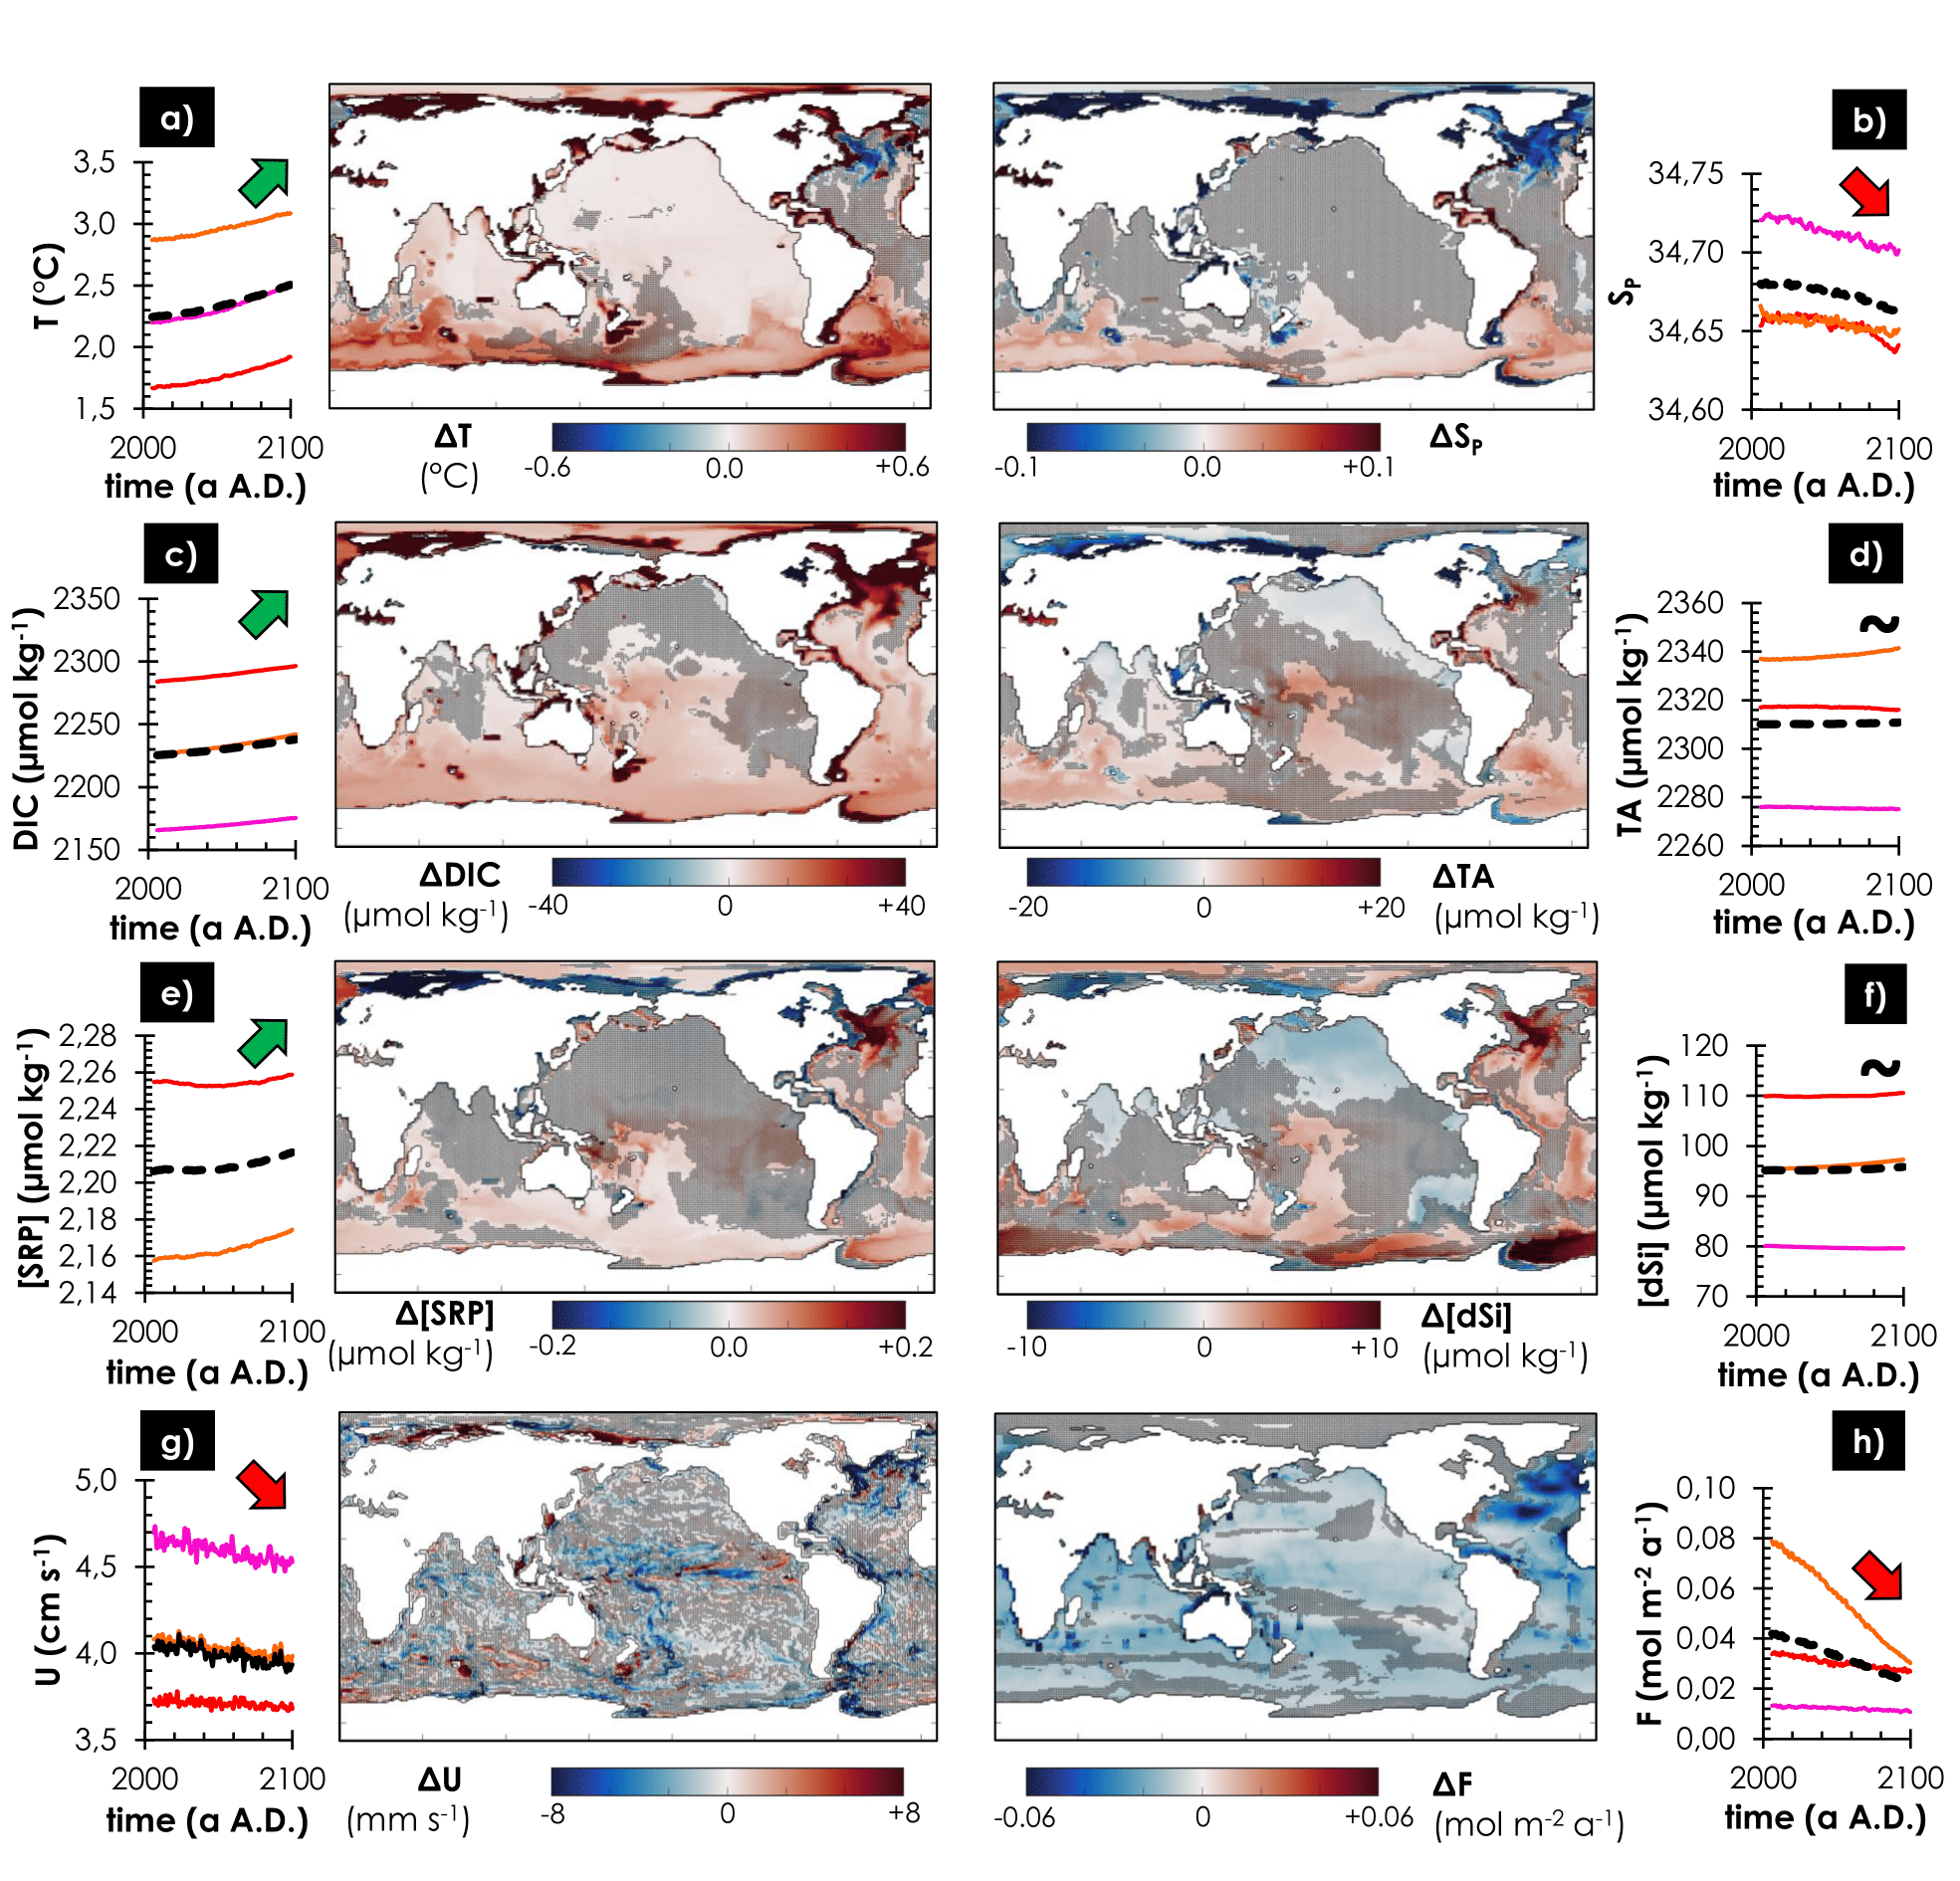 a)
3,5
3,0
2,5
2,0
1,5
T (°C)
2000 2100
time (a A.D.)
ΔT
(°C)
-0.6 0.0 +0.6
b)
34,75
34,70
34,65
34,60
Sₚ
2000 2100
time (a A.D.)
-0.1 0.0 +0.1
ΔSₚ
c)
2350
2300
2250
2200
2150
DIC (µmol kg⁻¹)
2000 2100
time (a A.D.)
ΔDIC
(µmol kg⁻¹)
-40 0 +40
d)
~
2360
2340
2320
2300
2280
2260
TA (µmol kg⁻¹)
2000 2100
time (a A.D.)
-20 0 +20
ΔTA
(µmol kg⁻¹)
e)
2,28
2,26
2,24
2,22
2,20
2,18
2,16
2,14
[SRP] (µmol kg⁻¹)
2000 2100
time (a A.D.)
Δ[SRP]
(µmol kg⁻¹)
-0.2 0.0 +0.2
f)
~
120
110
100
90
80
70
[dSi] (µmol kg⁻¹)
2000 2100
time (a A.D.)
-10 0 +10
Δ[dSi]
(µmol kg⁻¹)
g)
5,0
4,5
4,0
3,5
U (cm s⁻¹)
2000 2100
time (a A.D.)
ΔU
(mm s⁻¹)
-8 0 +8
h)
0,10
0,08
0,06
0,04
0,02
0,00
F (mol m⁻² a⁻¹)
2000 2100
time (a A.D.)
-0.06 0 +0.06
ΔF
(mol m⁻² a⁻¹)